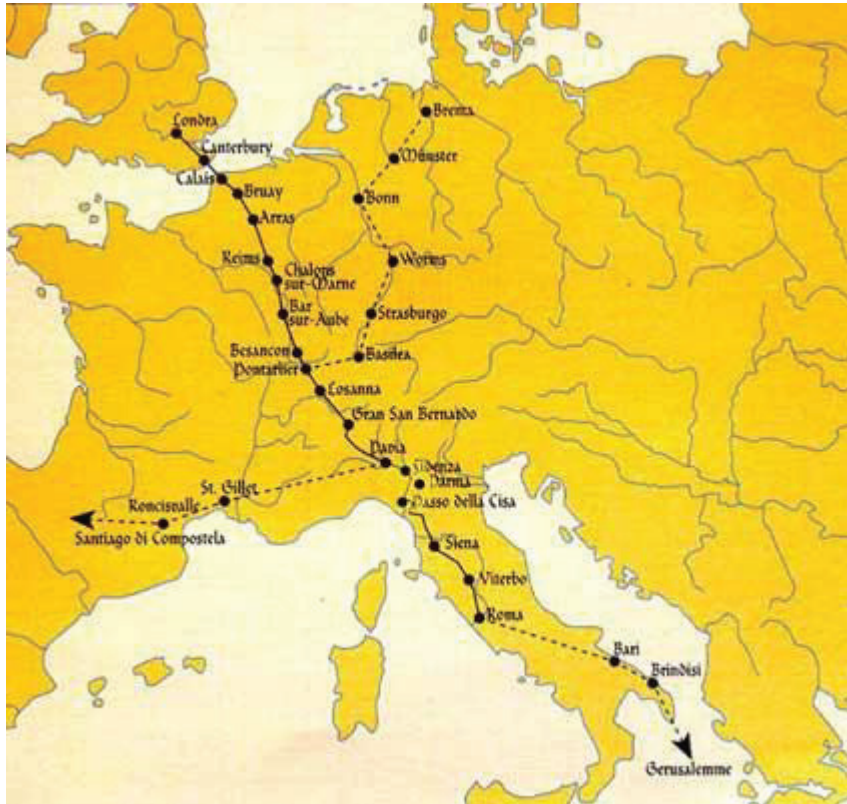 Brema
Londra
Canterbury
Münster
Calais
Bruay
Bonn
Arras
Reims
Worms
Chalons
sur-Marne
Bar
sur-Aube
Strasburgo
Besancon
Basilea
Pontarlier
Losanna
Gran San Bernardo
Pavia
Fidenza
Parma
St. Gillet
Passo della Cisa
Roncisvalle
Santiago di Compostela
Siena
Viterbo
Roma
Bari
Brindisi
Gerusalemme